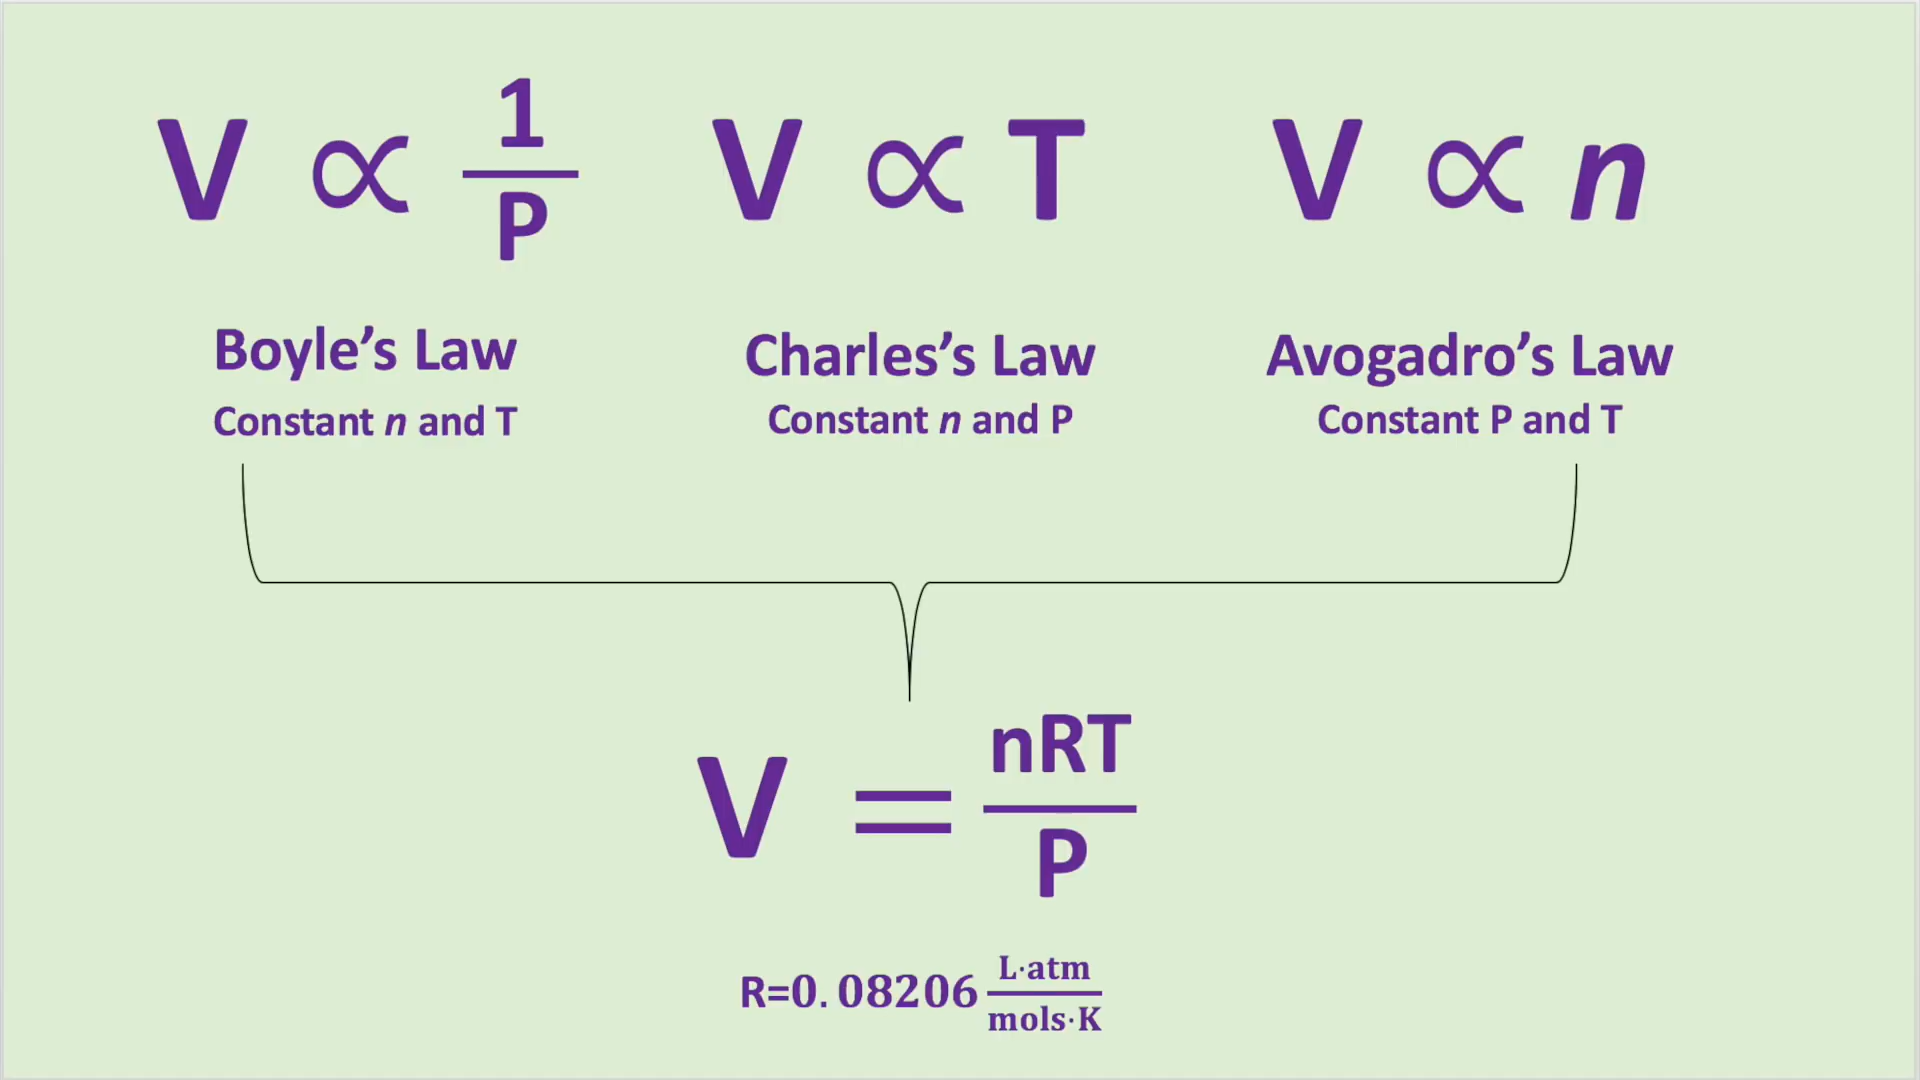 V ∝ 1/P
V ∝ T
V ∝ n
Boyle’s Law
Constant n and T
Charles’s Law
Constant n and P
Avogadro’s Law
Constant P and T
V = nRT/P
R=0.08206 L·atm/mols·K